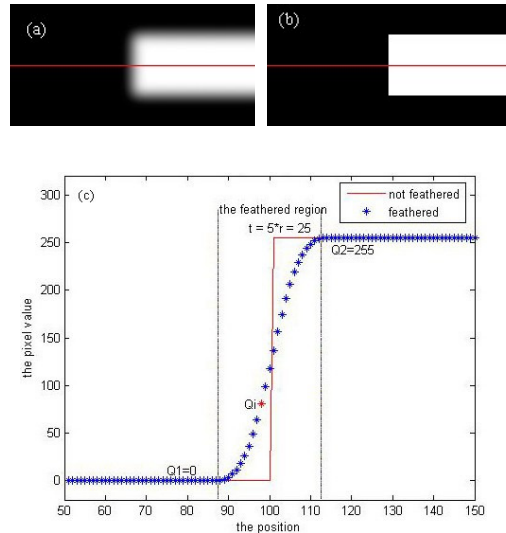 (a)
(b)
(c)
the pixel value
300
250
200
150
100
50
0
the feathered region
t = 5*r = 25
not feathered
feathered
Q2=255
Qi
Q1=0
50 60 70 80 90 100 110 120 130 140 150
the position